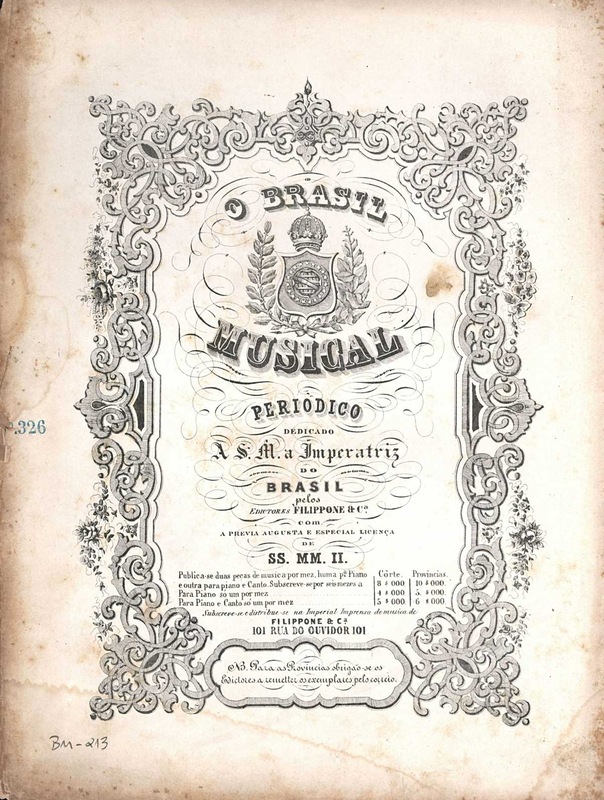 O BRASIL
MUSICAL
PERIÓDICO
DEDICADO
A S. M. a Imperatriz
DO
BRASIL
pelos
EDICTORES FILIPPONE & Cª
com
A PREVIA AUGUSTA E ESPECIAL LICENÇA
DE
SS. MM. II.
Côrte. Provincias.
Publica-se duas peças de musica por mez, huma pª Piano
e outra para piano e Canto. Subscreve-se por seis mezes a 8 $ 000 10 $ 000.
Para Piano só um por mez 4 $ 000 5 $ 000.
Para Piano e Canto só um por mez 5 $ 000 6 $ 000.
Subscreve-se e distribue-se na Imperial Imprensa de musica de
FILIPPONE & Cª
101 RUA DO OUVIDOR 101
NB. Para as Provincias obrigão-se os
Edictores a remetter os exemplares pelo correio.
326
BM-213